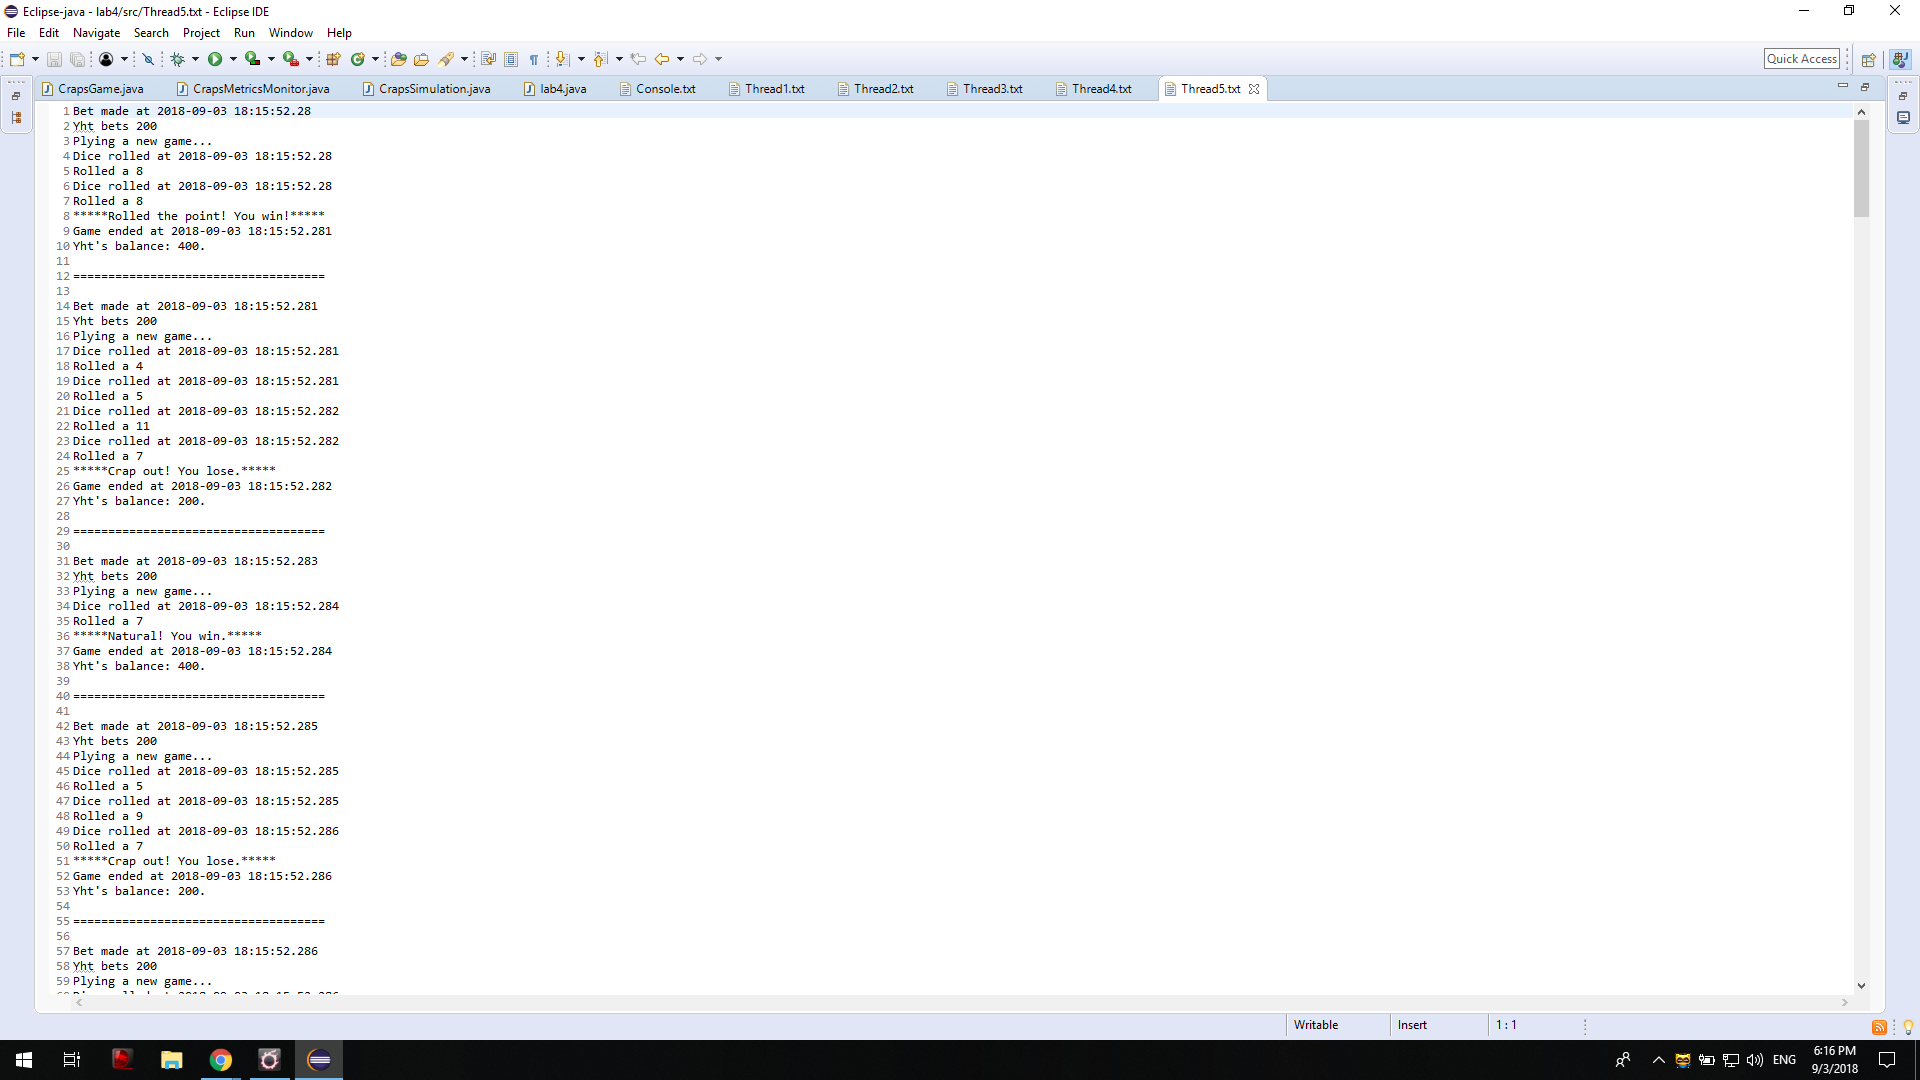 Eclipse-java - lab4/src/Thread5.txt - Eclipse IDE
File Edit Navigate Search Project Run Window Help
Quick Access
CrapsGame.java CrapsMetricsMonitor.java CrapsSimulation.java lab4.java Console.txt Thread1.txt Thread2.txt Thread3.txt Thread4.txt Thread5.txt
1 Bet made at 2018-09-03 18:15:52.28
2 Yht bets 200
3 Plying a new game...
4 Dice rolled at 2018-09-03 18:15:52.28
5 Rolled a 8
6 Dice rolled at 2018-09-03 18:15:52.28
7 Rolled a 8
8 *****Rolled the point! You win!*****
9 Game ended at 2018-09-03 18:15:52.281
10 Yht's balance: 400.
11
12 ====================================
13
14 Bet made at 2018-09-03 18:15:52.281
15 Yht bets 200
16 Plying a new game...
17 Dice rolled at 2018-09-03 18:15:52.281
18 Rolled a 4
19 Dice rolled at 2018-09-03 18:15:52.281
20 Rolled a 5
21 Dice rolled at 2018-09-03 18:15:52.282
22 Rolled a 11
23 Dice rolled at 2018-09-03 18:15:52.282
24 Rolled a 7
25 *****Crap out! You lose.*****
26 Game ended at 2018-09-03 18:15:52.282
27 Yht's balance: 200.
28
29 ====================================
30
31 Bet made at 2018-09-03 18:15:52.283
32 Yht bets 200
33 Plying a new game...
34 Dice rolled at 2018-09-03 18:15:52.284
35 Rolled a 7
36 *****Natural! You win.*****
37 Game ended at 2018-09-03 18:15:52.284
38 Yht's balance: 400.
39
40 ====================================
41
42 Bet made at 2018-09-03 18:15:52.285
43 Yht bets 200
44 Plying a new game...
45 Dice rolled at 2018-09-03 18:15:52.285
46 Rolled a 5
47 Dice rolled at 2018-09-03 18:15:52.285
48 Rolled a 9
49 Dice rolled at 2018-09-03 18:15:52.286
50 Rolled a 7
51 *****Crap out! You lose.*****
52 Game ended at 2018-09-03 18:15:52.286
53 Yht's balance: 200.
54
55 ====================================
56
57 Bet made at 2018-09-03 18:15:52.286
58 Yht bets 200
59 Plying a new game...
Writable Insert 1 : 1
ENG
6:16 PM
9/3/2018